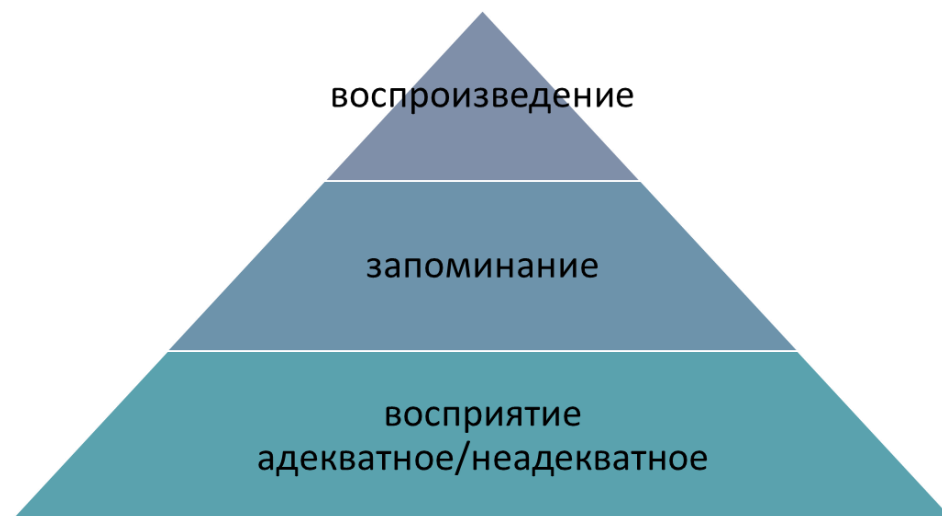 воспроизведение
запоминание
восприятие
адекватное/неадекватное